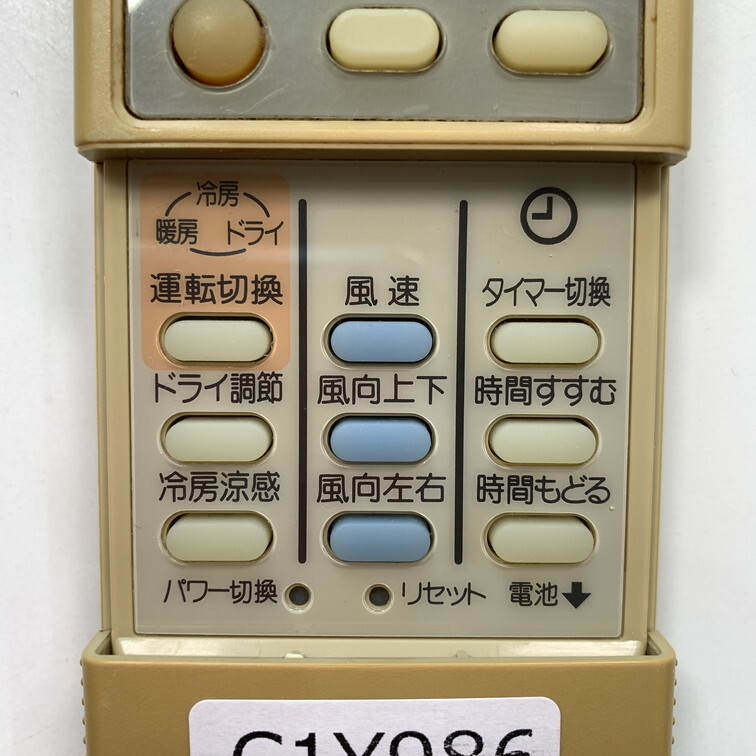 冷房
暖房 ドライ
運転切換 風速 タイマー切換
ドライ調節 風向上下 時間すすむ
冷房涼感 風向左右 時間もどる
パワー切換 リセット 電池
C1Y986